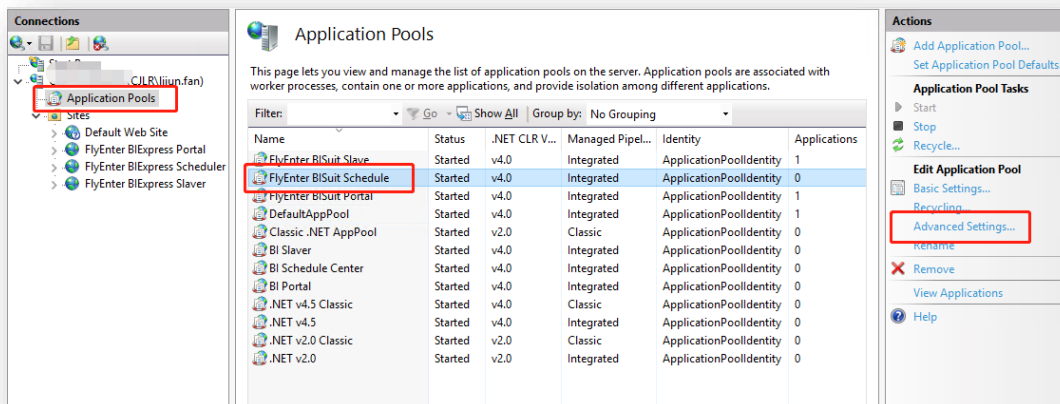 Connections
.CJLR\lijun.fan)
Application Pools
Sites
Default Web Site
FlyEnter BIExpress Portal
FlyEnter BIExpress Scheduler
FlyEnter BIExpress Slaver
Application Pools
This page lets you view and manage the list of application pools on the server. Application pools are associated with
worker processes, contain one or more applications, and provide isolation among different applications.
Filter: Go Show All Group by: No Grouping
Name Status .NET CLR V... Managed Pipel... Identity Applications
FlyEnter BISuit Slave Started v4.0 Integrated ApplicationPoolIdentity 1
FlyEnter BISuit Schedule Started v4.0 Integrated ApplicationPoolIdentity 0
FlyEnter BISuit Portal Started v4.0 Integrated ApplicationPoolIdentity 1
DefaultAppPool Started v4.0 Integrated ApplicationPoolIdentity 1
Classic .NET AppPool Started v2.0 Classic ApplicationPoolIdentity 0
BI Slaver Started v4.0 Integrated ApplicationPoolIdentity 0
BI Schedule Center Started v4.0 Integrated ApplicationPoolIdentity 0
BI Portal Started v4.0 Integrated ApplicationPoolIdentity 0
.NET v4.5 Classic Started v4.0 Classic ApplicationPoolIdentity 0
.NET v4.5 Started v4.0 Integrated ApplicationPoolIdentity 0
.NET v2.0 Classic Started v2.0 Classic ApplicationPoolIdentity 0
.NET v2.0 Started v2.0 Integrated ApplicationPoolIdentity 0
Actions
Add Application Pool...
Set Application Pool Defaults
Application Pool Tasks
Start
Stop
Recycle...
Edit Application Pool
Basic Settings...
Recycling...
Advanced Settings...
Rename
Remove
View Applications
Help